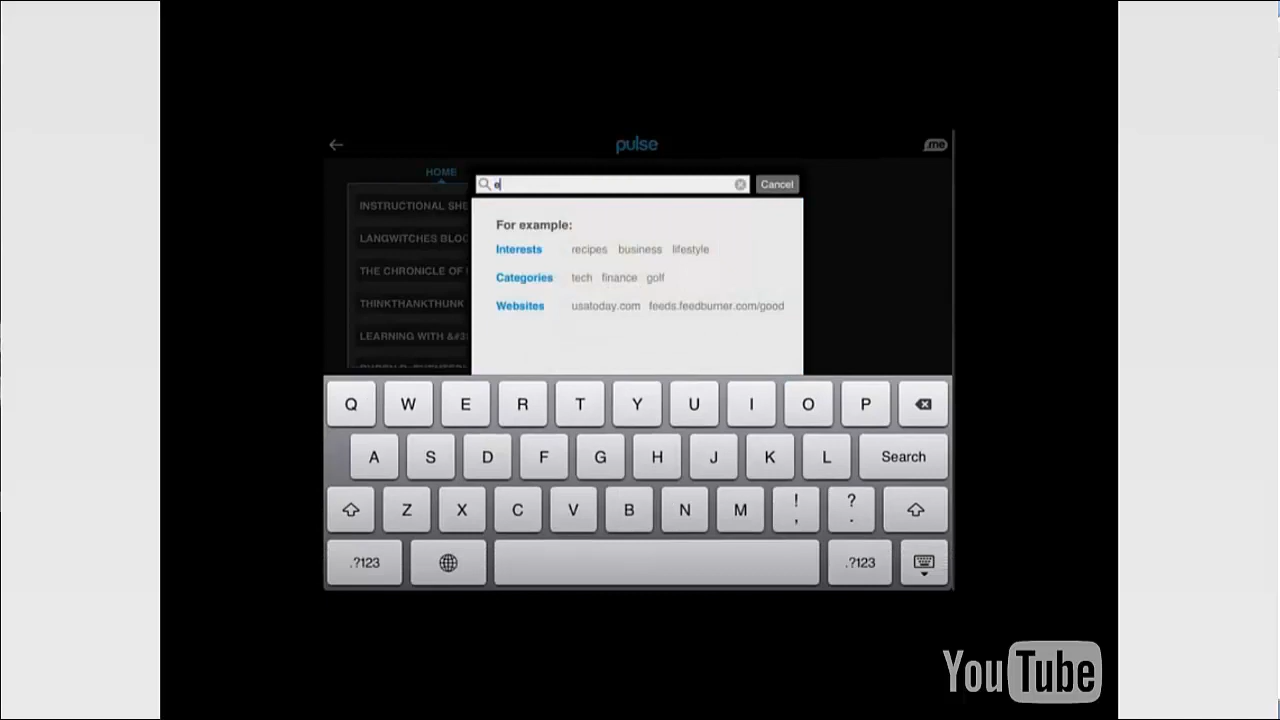 pulse
.me
HOME
e
Cancel
INSTRUCTIONAL SHE
LANGWITCHES BLOG
THE CHRONICLE OF
THINKTHANKTHUNK
LEARNING WITH &#3
For example:
Interests recipes business lifestyle
Categories tech finance golf
Websites usatoday.com feeds.feedburner.com/good
Q W E R T Y U I O P
A S D F G H J K L Search
Z X C V B N M ! , ? .
.?123 .?123
YouTube